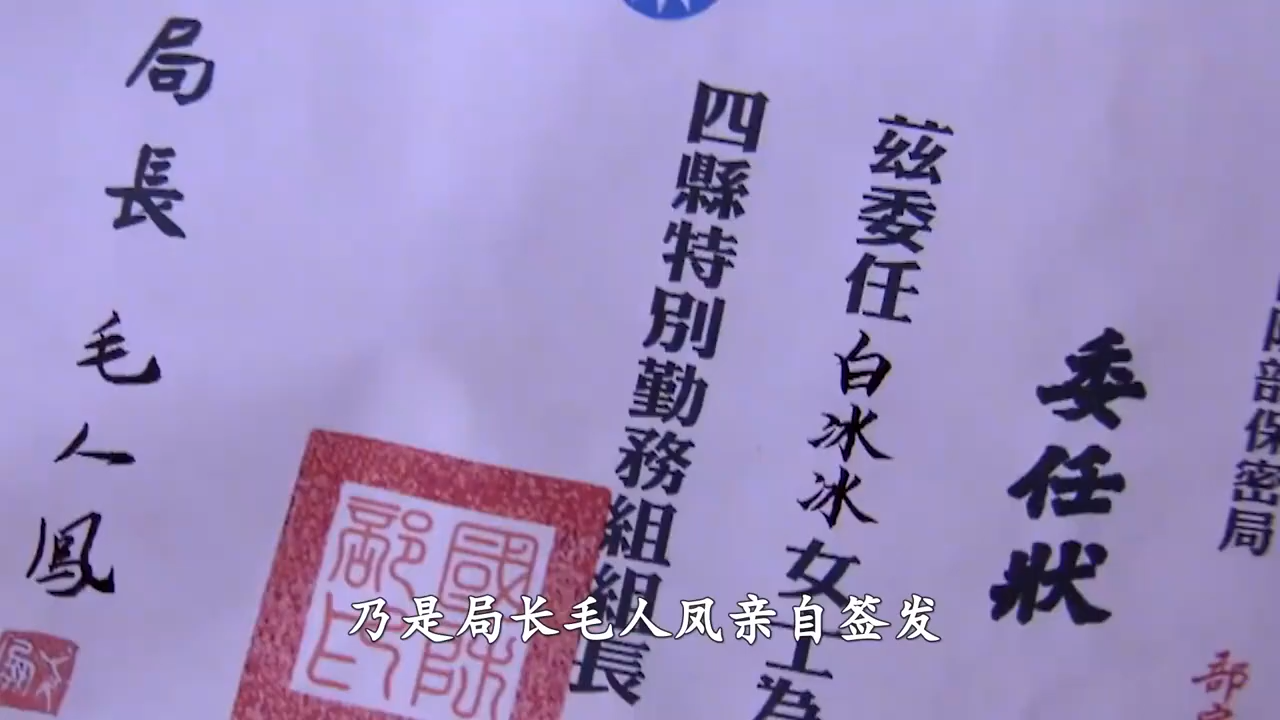 部保密局
委任狀
茲委任白冰冰女士為
四縣特別勤務組組長
局長 毛人鳳
國防部印
乃是局长毛人凤亲自签发